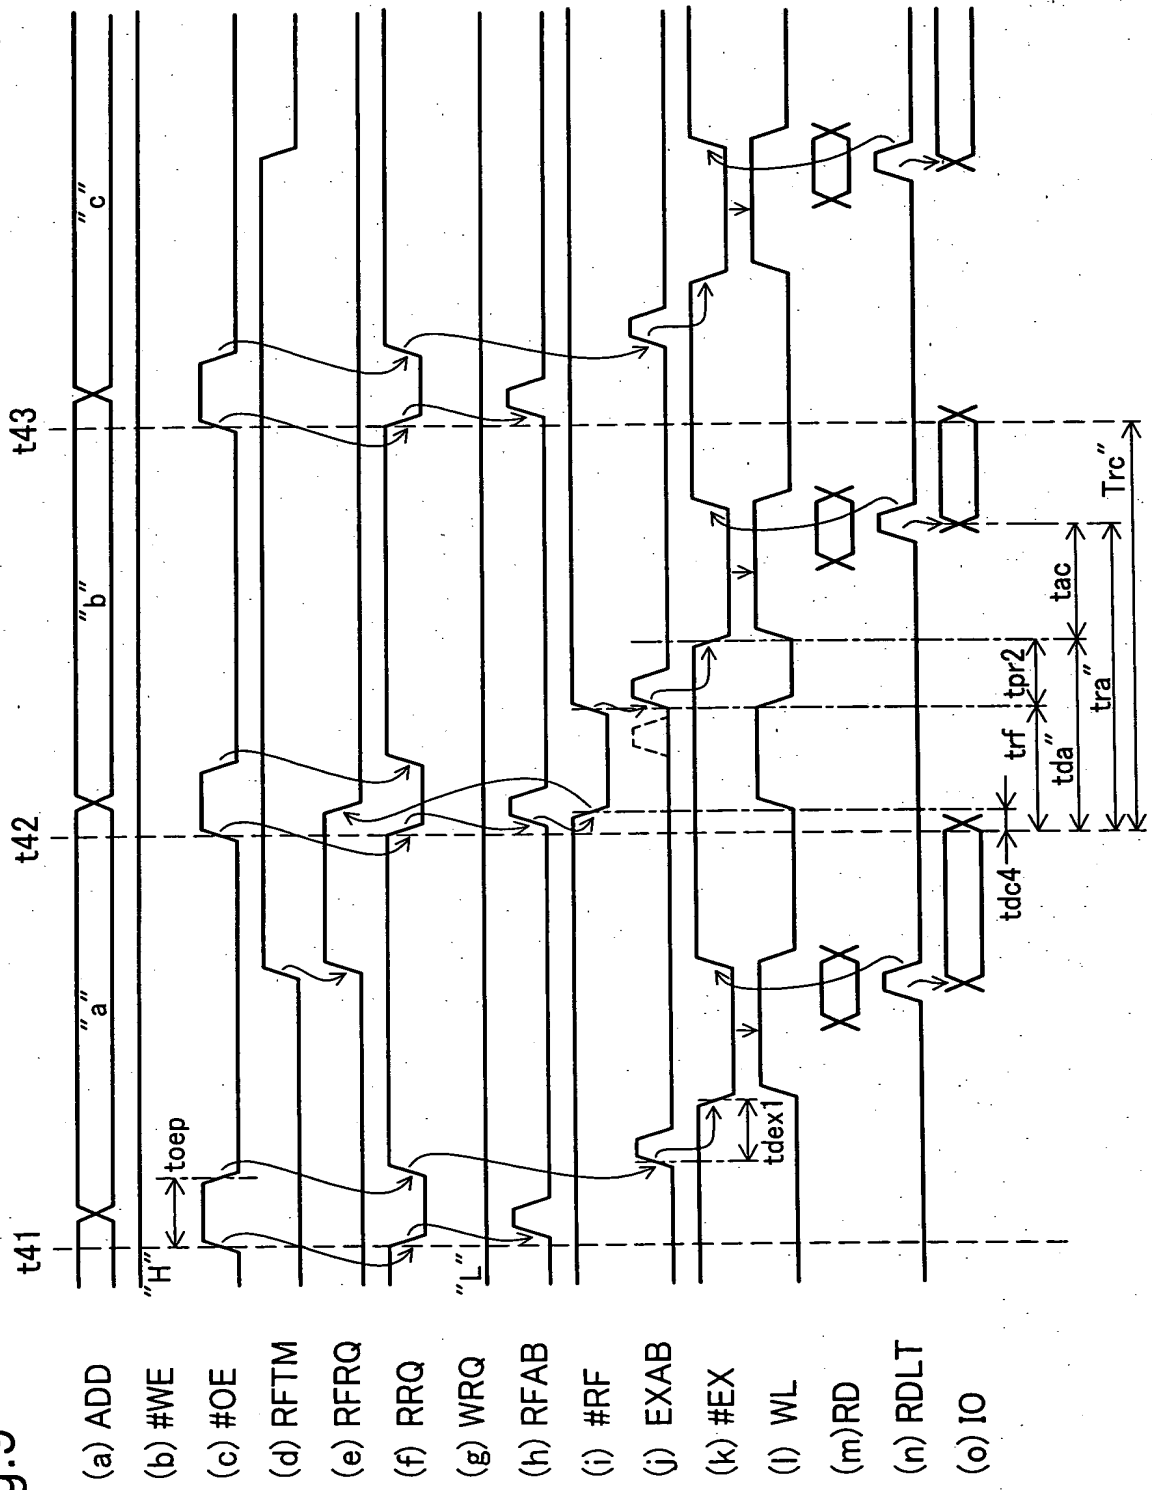 t41
t42
t43
(a) ADD
"a"
"b"
"c"
(b) #WE
"H"
toep
(c) #OE
(d) RFTM
(e) RFRQ
(f) RRQ
(g) WRQ
"L"
(h) RFAB
(i) #RF
(j) EXAB
(k) #EX
tdex1
(l) WL
(m) RD
(n) RDLT
(o) IO
tdc4
trf
tpr2
tda"
tac
tra"
Trc"